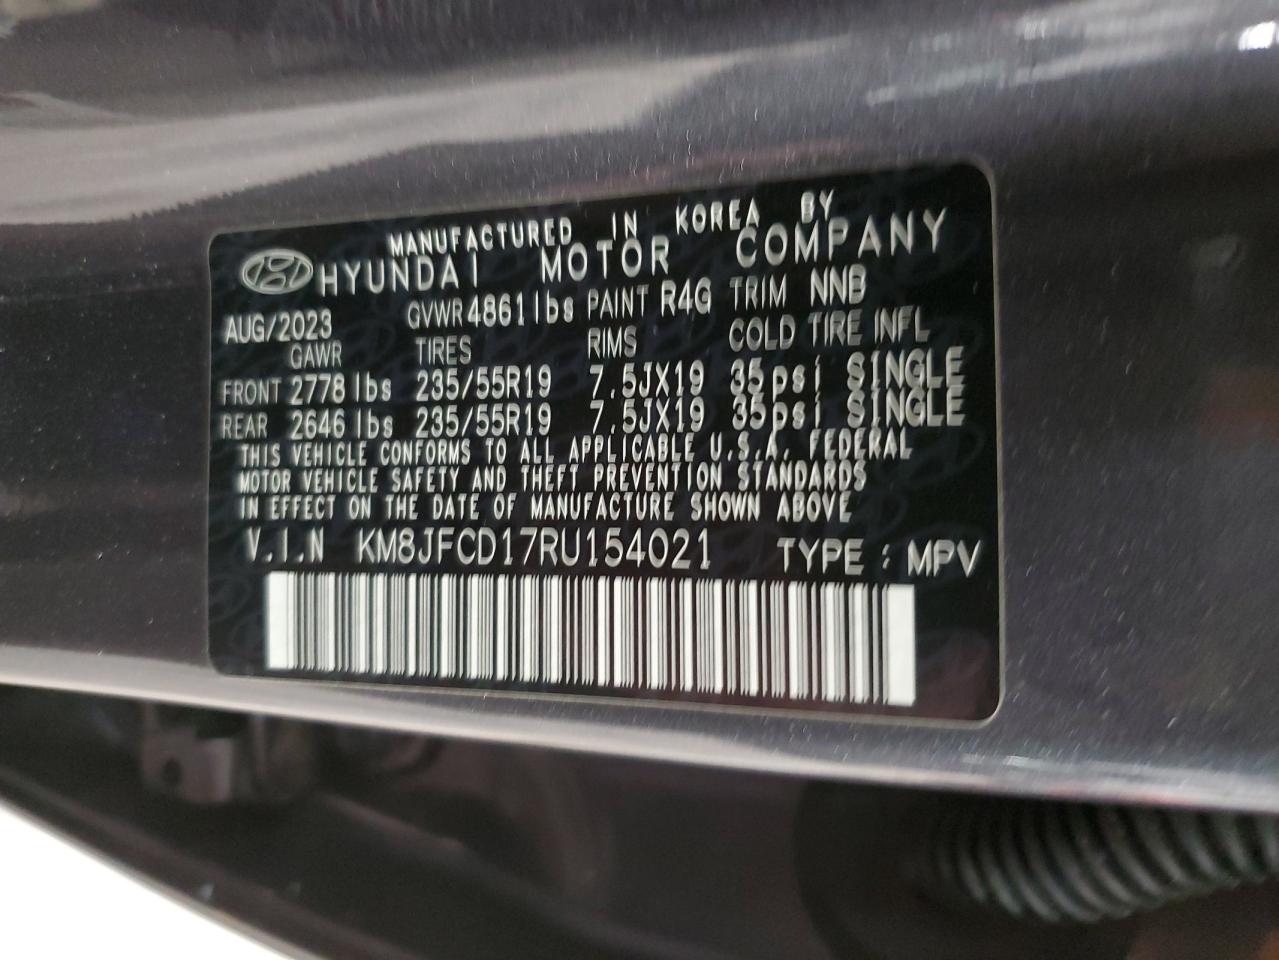 MANUFACTURED IN KOREA BY
HYUNDAI MOTOR COMPANY
AUG/2023 GVWR 4861 lbs PAINT R4G TRIM NNB
GAWR TIRES RIMS COLD TIRE INFL
FRONT 2778 lbs 235/55R19 7.5JX19 35psi SINGLE
REAR 2646 lbs 235/55R19 7.5JX19 35psi SINGLE
THIS VEHICLE CONFORMS TO ALL APPLICABLE U.S.A. FEDERAL
MOTOR VEHICLE SAFETY AND THEFT PREVENTION STANDARDS
IN EFFECT ON THE DATE OF MANUFACTURE SHOWN ABOVE
V.I.N KM8JFCD17RU154021 TYPE : MPV